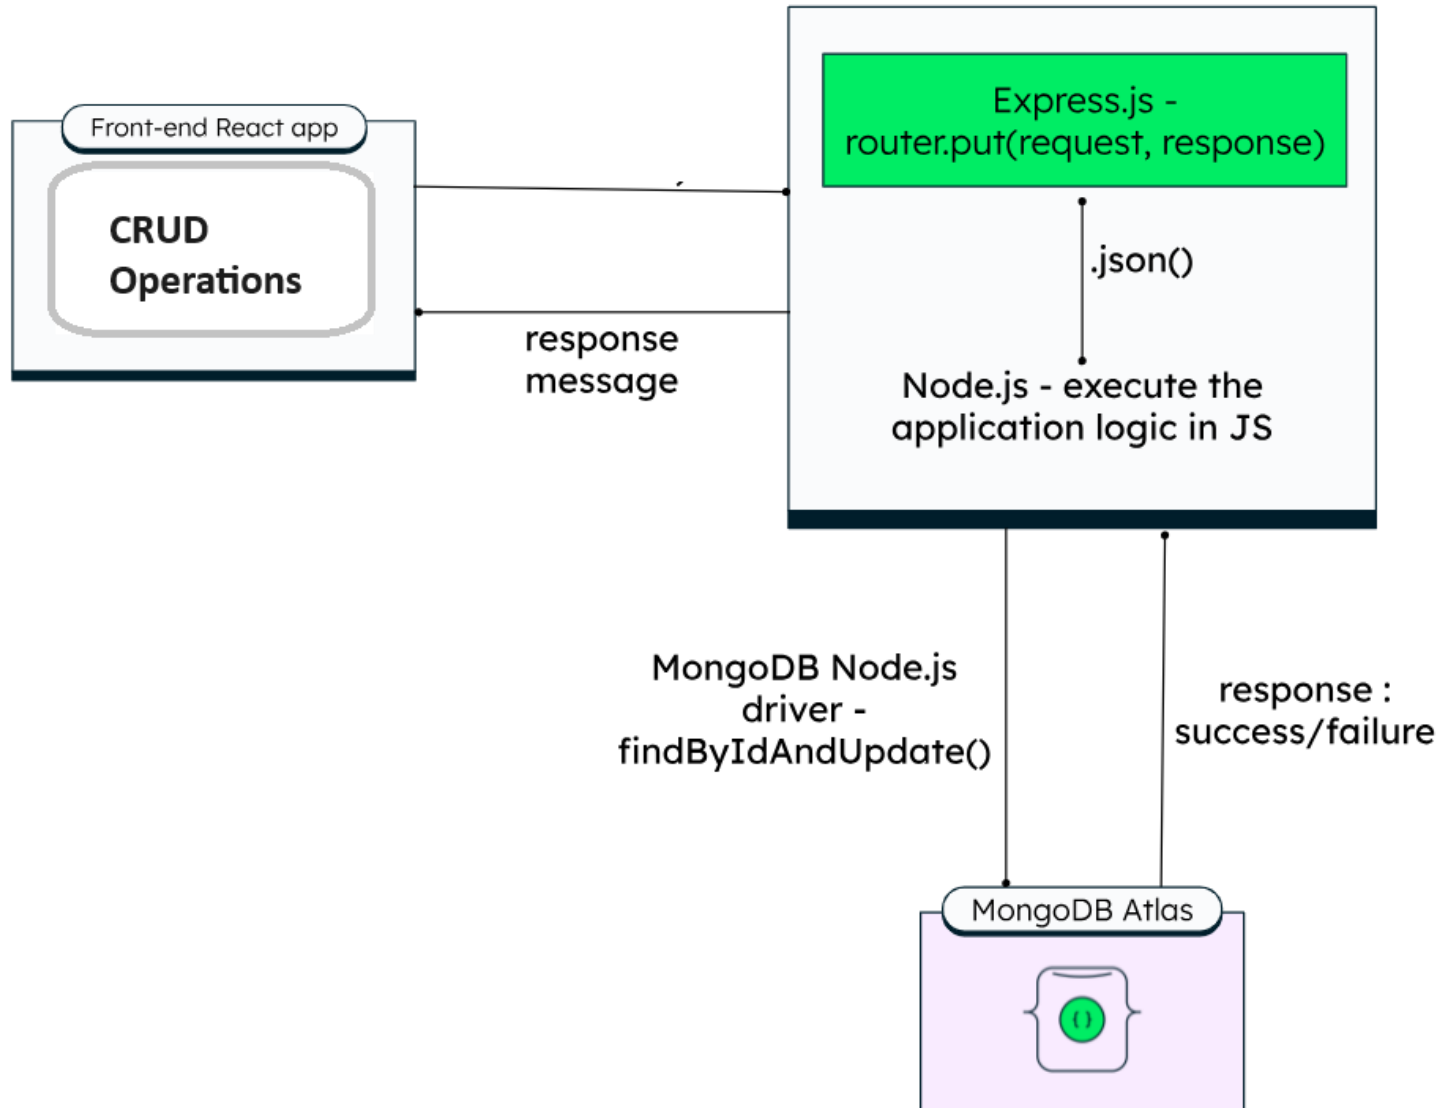 Express.js -
router.put(request, response)
Front-end React app
CRUD
Operations
.json()
response
message
Node.js - execute the
application logic in JS
MongoDB Node.js
driver -
findByIdAndUpdate()
response :
success/failure
MongoDB Atlas
{ }